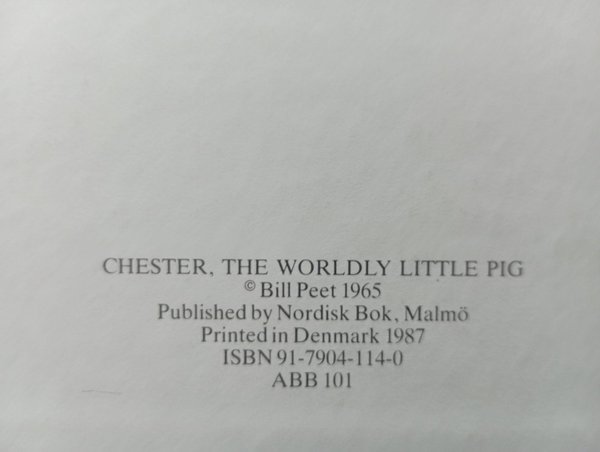 CHESTER, THE WORLDLY LITTLE PIG
© Bill Peet 1965
Published by Nordisk Bok, Malmö
Printed in Denmark 1987
ISBN 91-7904-114-0
ABB 101